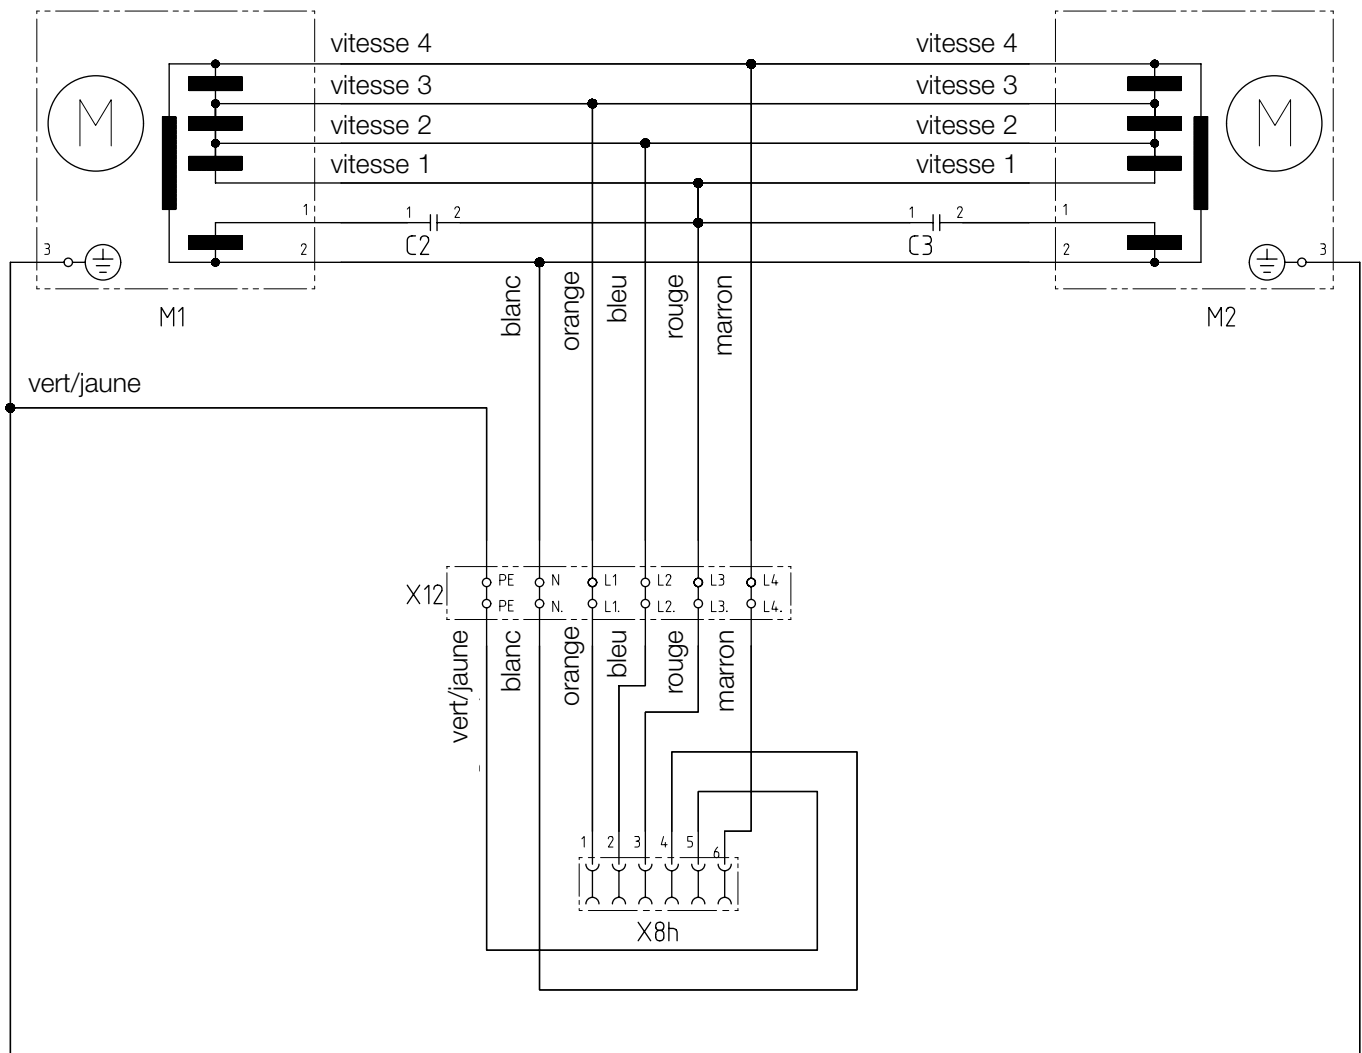 vitesse 4 vitesse 4
vitesse 3 vitesse 3
M M
vitesse 2 vitesse 2
vitesse 1 vitesse 1
1 1 2 1 2 1
C2 C3
3 2 2 3
M1 M2
blanc
orange
bleu
rouge
marron
vert/jaune
X12
PE N L1 L2 L3 L4
PE N. L1. L2. L3. L4.
vert/jaune
blanc
orange
bleu
rouge
marron
1 2 3 4 5 6
X8h